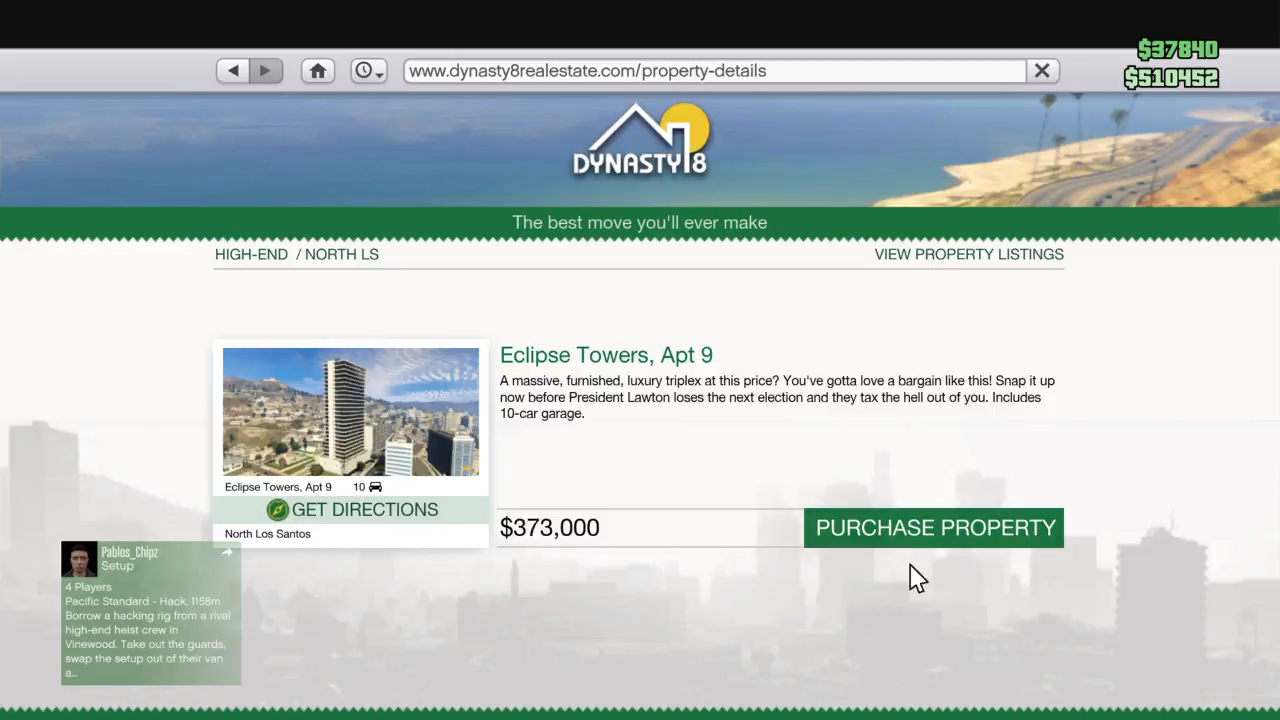 $37840
$510452
www.dynasty8realestate.com/property-details
DYNASTY 8
The best move you'll ever make
HIGH-END / NORTH LS
VIEW PROPERTY LISTINGS
Eclipse Towers, Apt 9
A massive, furnished, luxury triplex at this price? You've gotta love a bargain like this! Snap it up
now before President Lawton loses the next election and they tax the hell out of you. Includes
10-car garage.
Eclipse Towers, Apt 9 10
GET DIRECTIONS
North Los Santos
$373,000
PURCHASE PROPERTY
Pablos_Chipz
Setup
4 Players
Pacific Standard - Hack, 1158m
Borrow a hacking rig from a rival
high-end heist crew in
Vinewood. Take out the guards,
swap the setup out of their van
a...